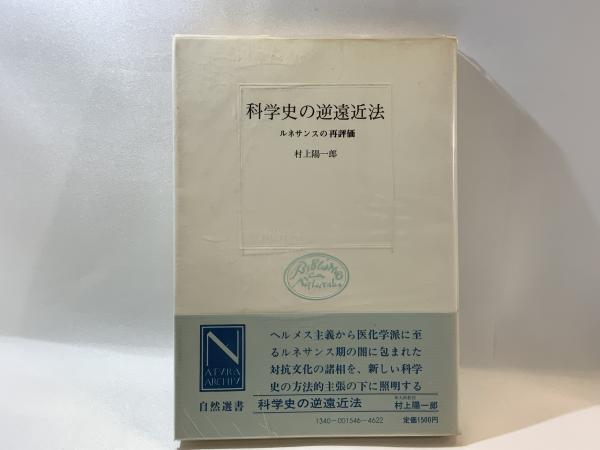 科学史の逆遠近法
ルネサンスの再評価
村上陽一郎
ヘルメス主義から医化学派に至
るルネサンス期の闇に包まれた
対抗文化の諸相を、新しい科学
史の方法的主張の下に照明する
N
ATVRA
ARCHIV
自然選書
科学史の逆遠近法
村上陽一郎
1340-001546-4622
定価1500円